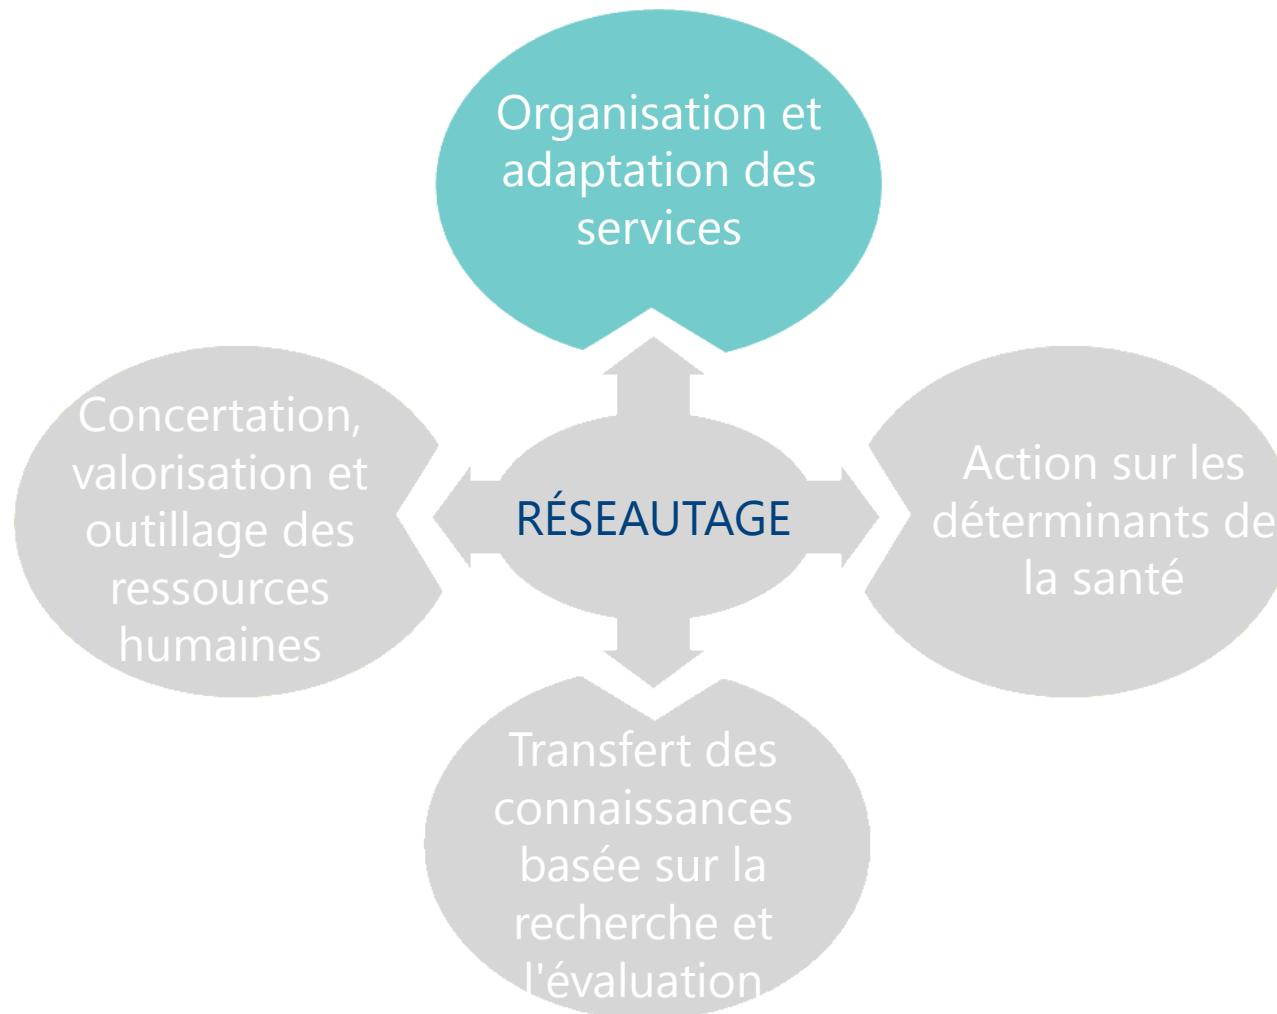 Organisation et
adaptation des
services
Concertation,
valorisation et
outillage des
ressources
humaines
RÉSEAUTAGE
Action sur les
déterminants de
la santé
Transfert des
connaissances
basée sur la
recherche et
l'évaluation